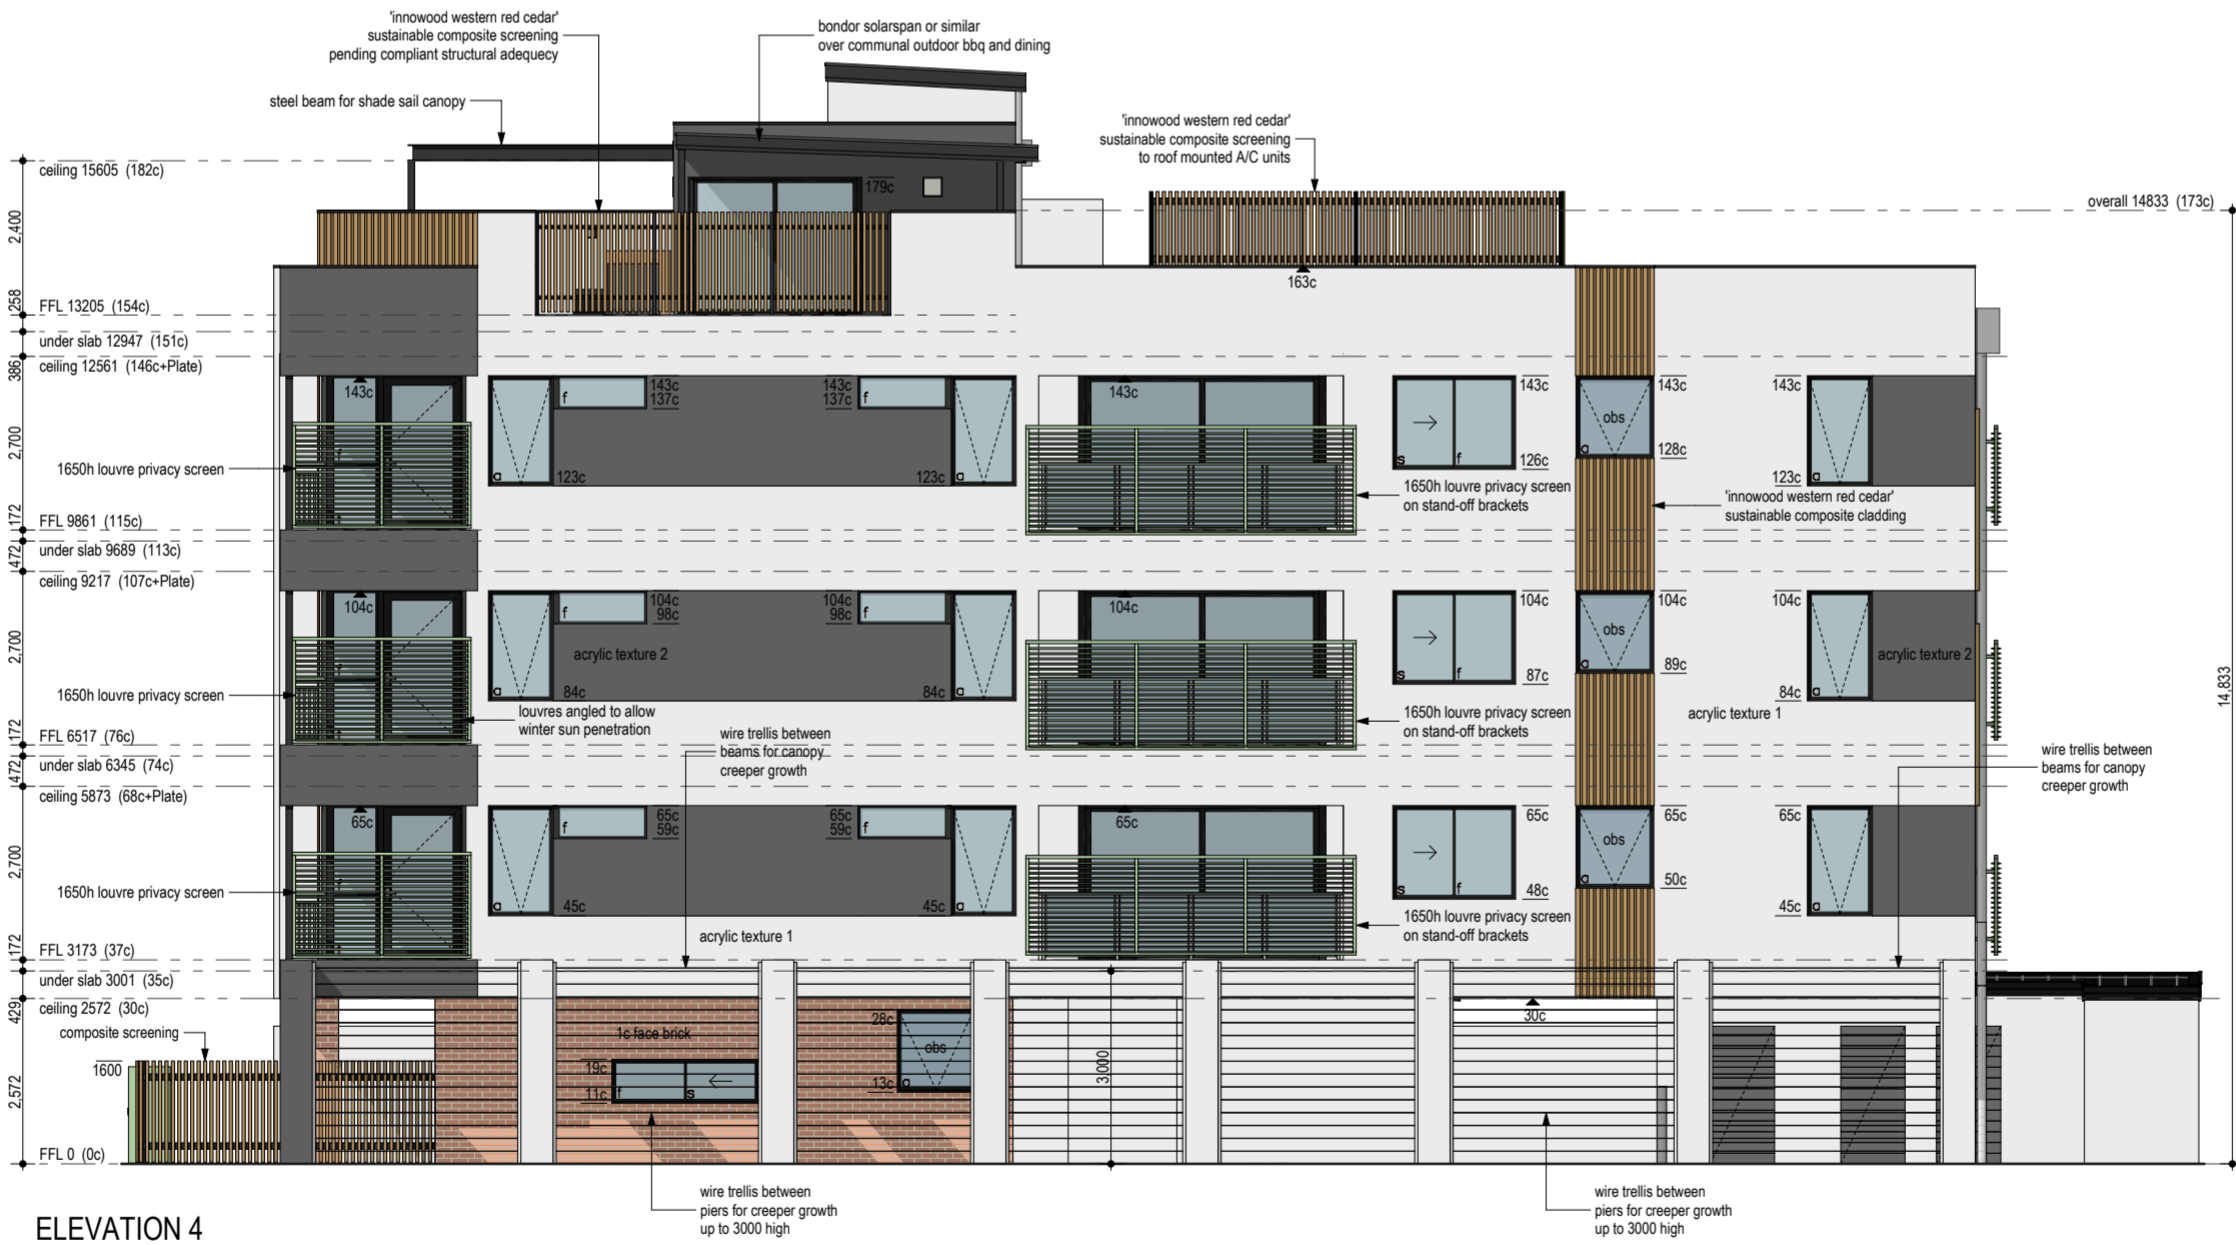 'innowood western red cedar'
sustainable composite screening
pending compliant structural adequecy
bondor solarspan or similar
over communal outdoor bbq and dining
steel beam for shade sail canopy
'innowood western red cedar'
sustainable composite screening
to roof mounted A/C units
ceiling 15605 (182c)
179c
overall 14833 (173c)
2,400
163c
258
FFL 13205 (154c)
under slab 12947 (151c)
386
ceiling 12561 (146c+Plate)
143c
f
143c
137c
143c
137c
f
143c
143c
obs
143c
143c
2,700
1650h louvre privacy screen
f
a
123c
123c
a
s
f
126c
a
128c
123c
a
1650h louvre privacy screen
on stand-off brackets
'innowood western red cedar'
sustainable composite cladding
172
FFL 9861 (115c)
f
472
under slab 9689 (113c)
ceiling 9217 (107c+Plate)
104c
f
104c
98c
104c
98c
f
104c
104c
obs
104c
104c
2,700
acrylic texture 2
acrylic texture 2
1650h louvre privacy screen
f
a
84c
84c
a
s
f
87c
a
89c
84c
a
louvres angled to allow
winter sun penetration
1650h louvre privacy screen
on stand-off brackets
acrylic texture 1
14.833
172
FFL 6517 (76c)
f
wire trellis between
beams for canopy
creeper growth
wire trellis between
beams for canopy
creeper growth
472
under slab 6345 (74c)
ceiling 5873 (68c+Plate)
65c
f
65c
59c
65c
59c
f
65c
65c
obs
65c
65c
2,700
1650h louvre privacy screen
f
a
45c
45c
a
s
f
48c
a
50c
45c
a
1650h louvre privacy screen
on stand-off brackets
acrylic texture 1
172
FFL 3173 (37c)
f
under slab 3001 (35c)
429
ceiling 2572 (30c)
30c
composite screening
1c face brick
28c
obs
1600
19c
11c
f
s
13c
a
3,000
2,572
FFL 0 (0c)
wire trellis between
piers for creeper growth
up to 3000 high
wire trellis between
piers for creeper growth
up to 3000 high
ELEVATION 4